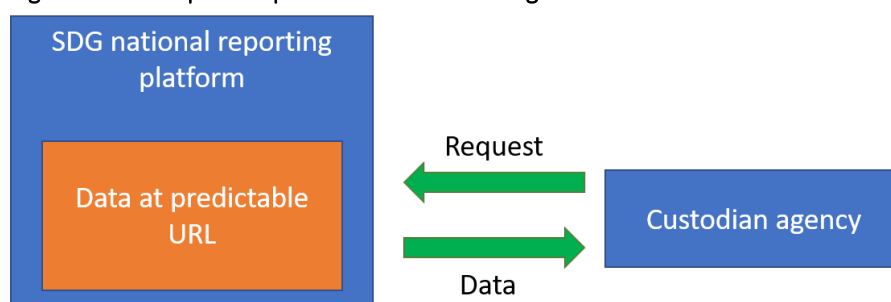 SDG national reporting
platform
Request
Data at predictable
URL
Custodian agency
Data